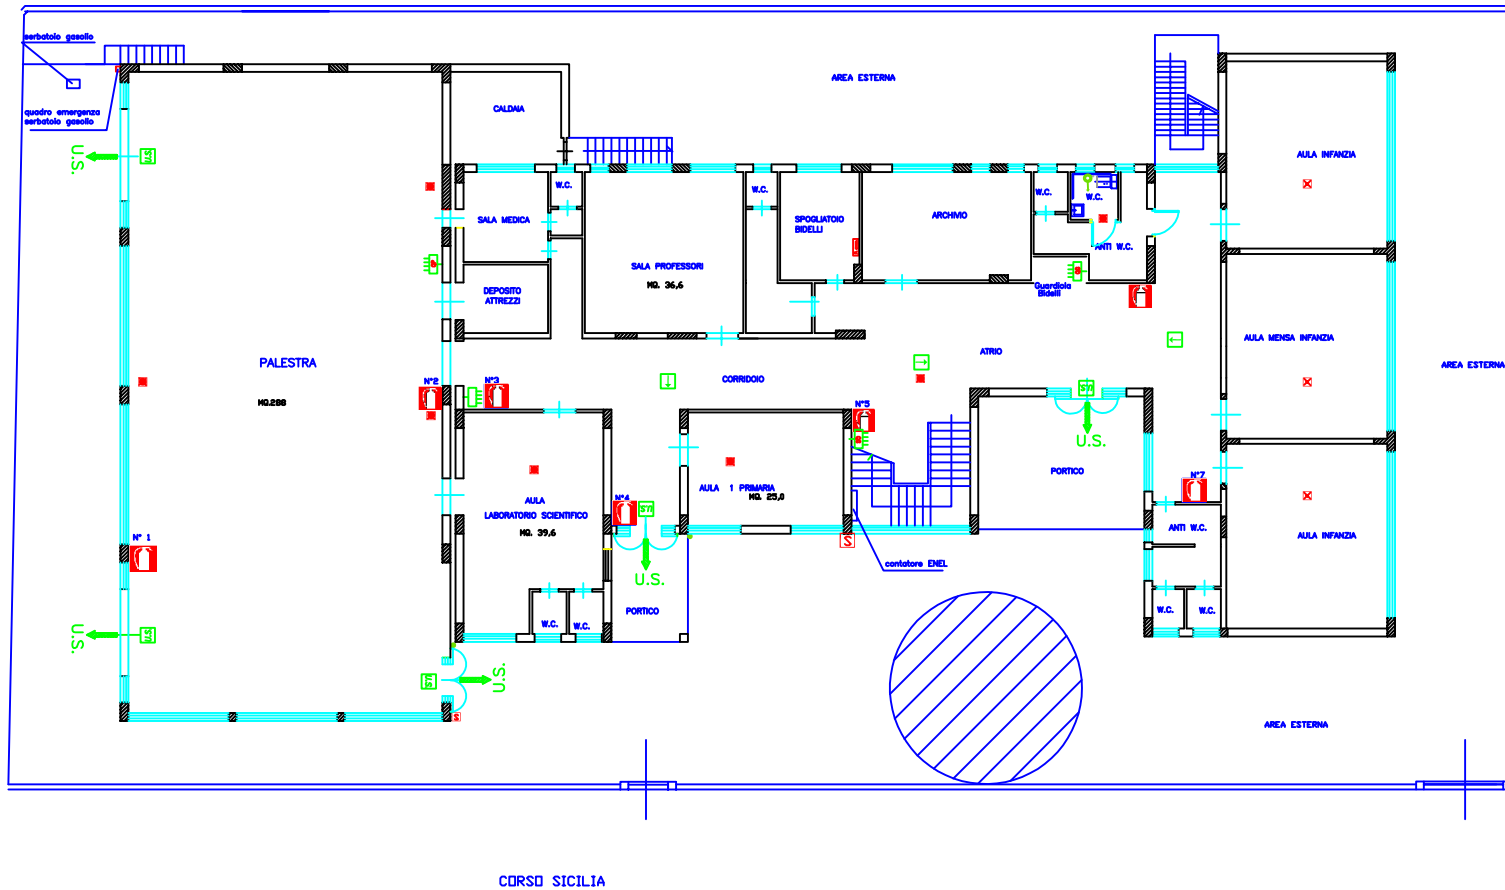 serbatoio gasolio
quadro emergenza
serbatoio gasolio
AREA ESTERNA
CALDAIA
U.S.
U.S.
AULA INFANZIA
W.C.
W.C.
W.C.
W.C.
SALA MEDICA
SPOGLIATOIO
BIDELLI
ARCHIVIO
ANTI W.C.
SALA PROFESSORI
MQ. 36,6
DEPOSITO
ATTREZZI
Guardiola
Bidelli
AULA MENSA INFANZIA
ATRIO
PALESTRA
AREA ESTERNA
CORRIDOIO
N°2
N°3
MQ.288
U.S.
N°5
U.S.
PORTICO
N°7
AULA 1 PRIMARIA
MQ. 25,0
AULA
LABORATORIO SCIENTIFICO
MQ. 39,6
N°4
U.S.
ANTI W.C.
AULA INFANZIA
N° 1
S
contatore ENEL
U.S.
PORTICO
W.C.
W.C.
W.C.
W.C.
U.S.
U.S.
U.S.
U.S.
U.S.
S
AREA ESTERNA
CORSO SICILIA